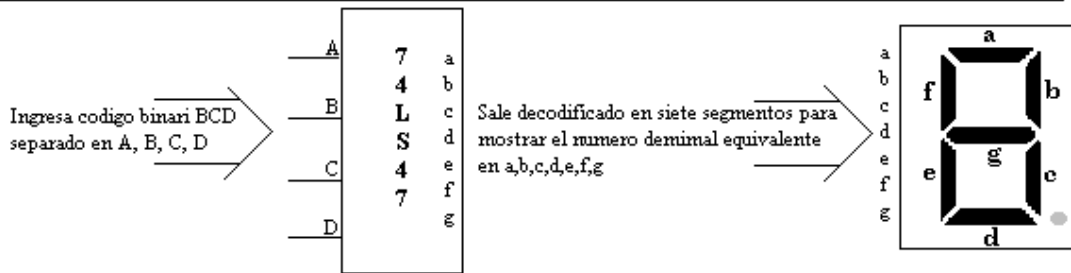 Ingresa codigo binari BCD
separado en A, B, C, D
A
B
C
D
7
4
L
S
4
7
a
b
c
d
e
f
g
Sale decodificado en siete segmentos para
mostrar el numero demimal equivalente
en a,b,c,d,e,f,g
a
b
c
d
e
f
g
a
f
b
g
e
c
d